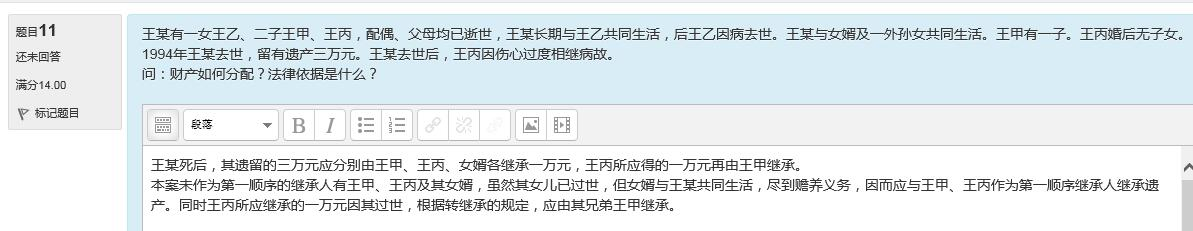 题目11
还未回答
满分14.00
标记题目
王某有一女王乙、二子王甲、王丙，配偶、父母均已逝世，王某长期与王乙共同生活，后王乙因病去世。王某与女婿及一外孙女共同生活。王甲有一子。王丙婚后无子女。
1994年王某去世，留有遗产三万元。王某去世后，王丙因伤心过度相继病故。
问：财产如何分配？法律依据是什么？
段落
B I
王某死后，其遗留的三万元应分别由王甲、王丙、女婿各继承一万元，王丙所应得的一万元再由王甲继承。
本案未作为第一顺序的继承人有王甲、王丙及其女婿，虽然其女儿已过世，但女婿与王某共同生活，尽到赡养义务，因而应与王甲、王丙作为第一顺序继承人继承遗
产。同时王丙所应继承的一万元因其过世，根据转继承的规定，应由其兄弟王甲继承。